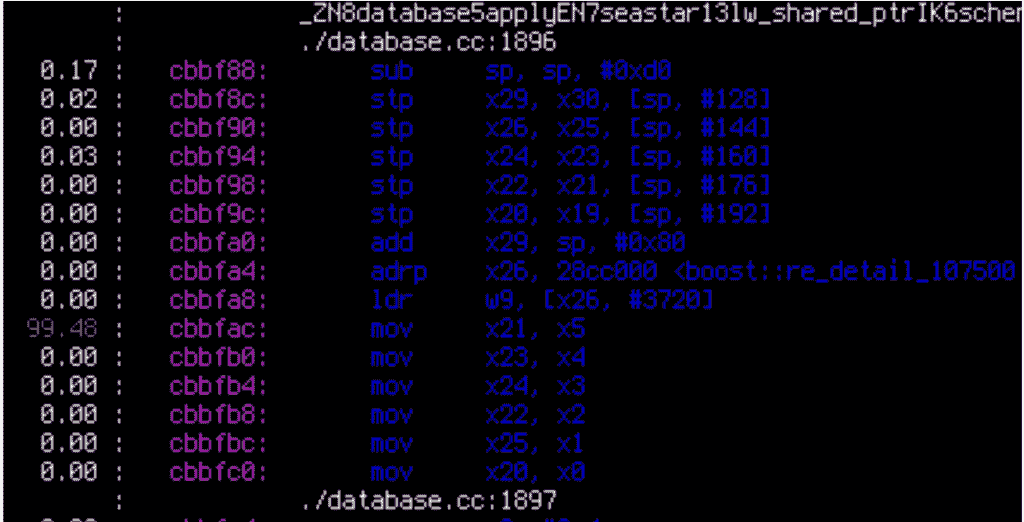 : _ZN8database5applyEN7seastar13lw_shared_ptrIK6schem
: ./database.cc:1896
0.17 : cbbf88: sub sp, sp, #0xd0
0.02 : cbbf8c: stp x29, x30, [sp, #128]
0.00 : cbbf90: stp x26, x25, [sp, #144]
0.03 : cbbf94: stp x24, x23, [sp, #160]
0.00 : cbbf98: stp x22, x21, [sp, #176]
0.00 : cbbf9c: stp x20, x19, [sp, #192]
0.00 : cbbfa0: add x29, sp, #0x80
0.00 : cbbfa4: adrp x26, 28cc000 <boost::re_detail_107500
0.00 : cbbfa8: ldr w9, [x26, #3720]
99.48 : cbbfac: mov x21, x5
0.00 : cbbfb0: mov x23, x4
0.00 : cbbfb4: mov x24, x3
0.00 : cbbfb8: mov x22, x2
0.00 : cbbfbc: mov x25, x1
0.00 : cbbfc0: mov x20, x0
: ./database.cc:1897